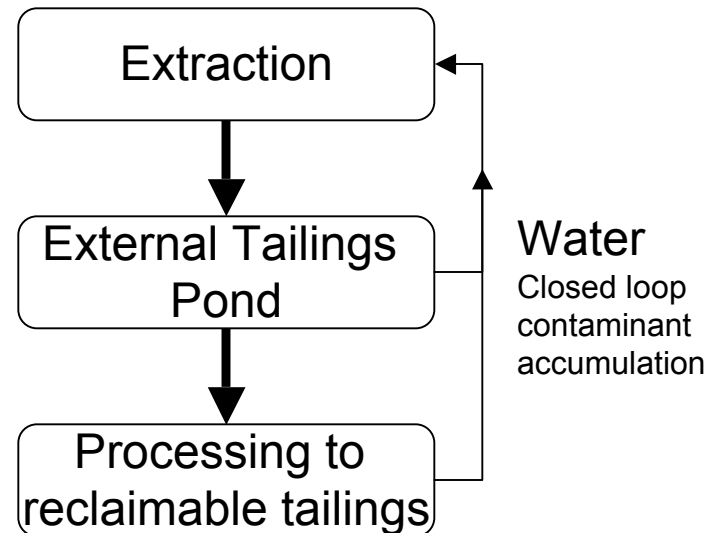 Extraction
External Tailings
Pond
Water
Closed loop
contaminant
accumulation
Processing to
reclaimable tailings